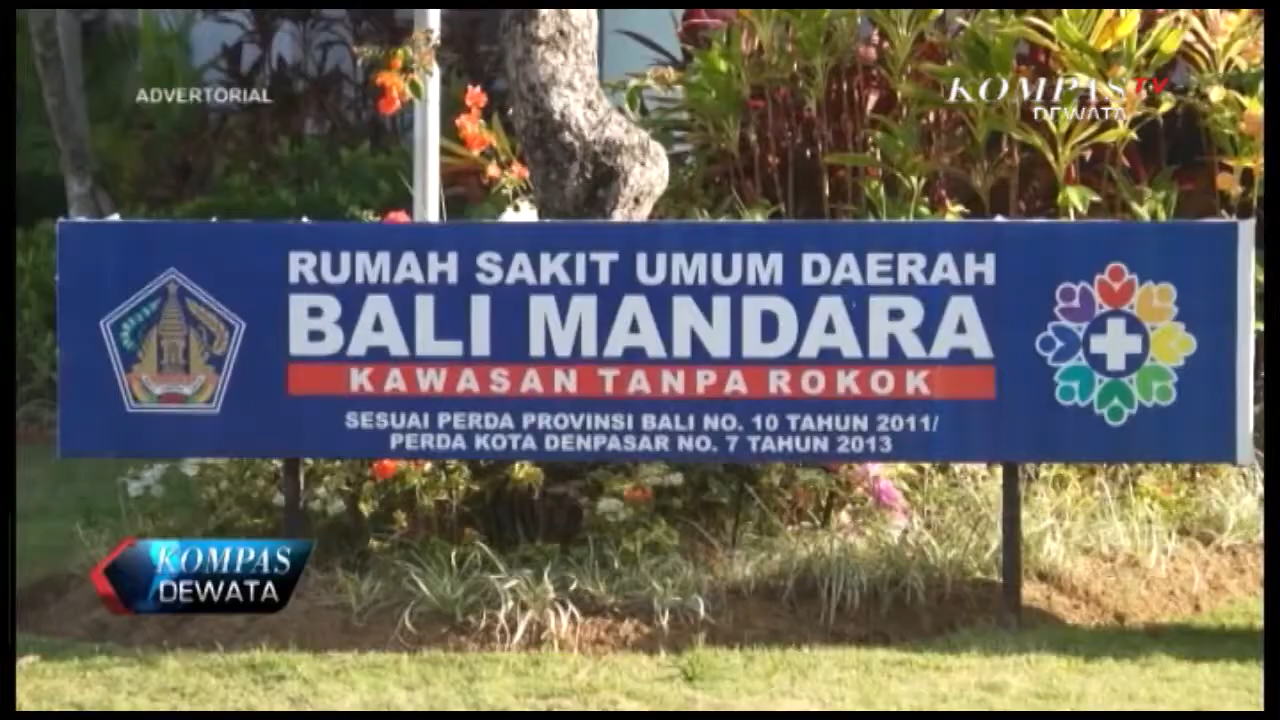 ADVERTORIAL
KOMPAS TV
DEWATA
RUMAH SAKIT UMUM DAERAH
BALI MANDARA
KAWASAN TANPA ROKOK
SESUAI PERDA PROVINSI BALI NO. 10 TAHUN 2011/
PERDA KOTA DENPASAR NO. 7 TAHUN 2013
KOMPAS
DEWATA